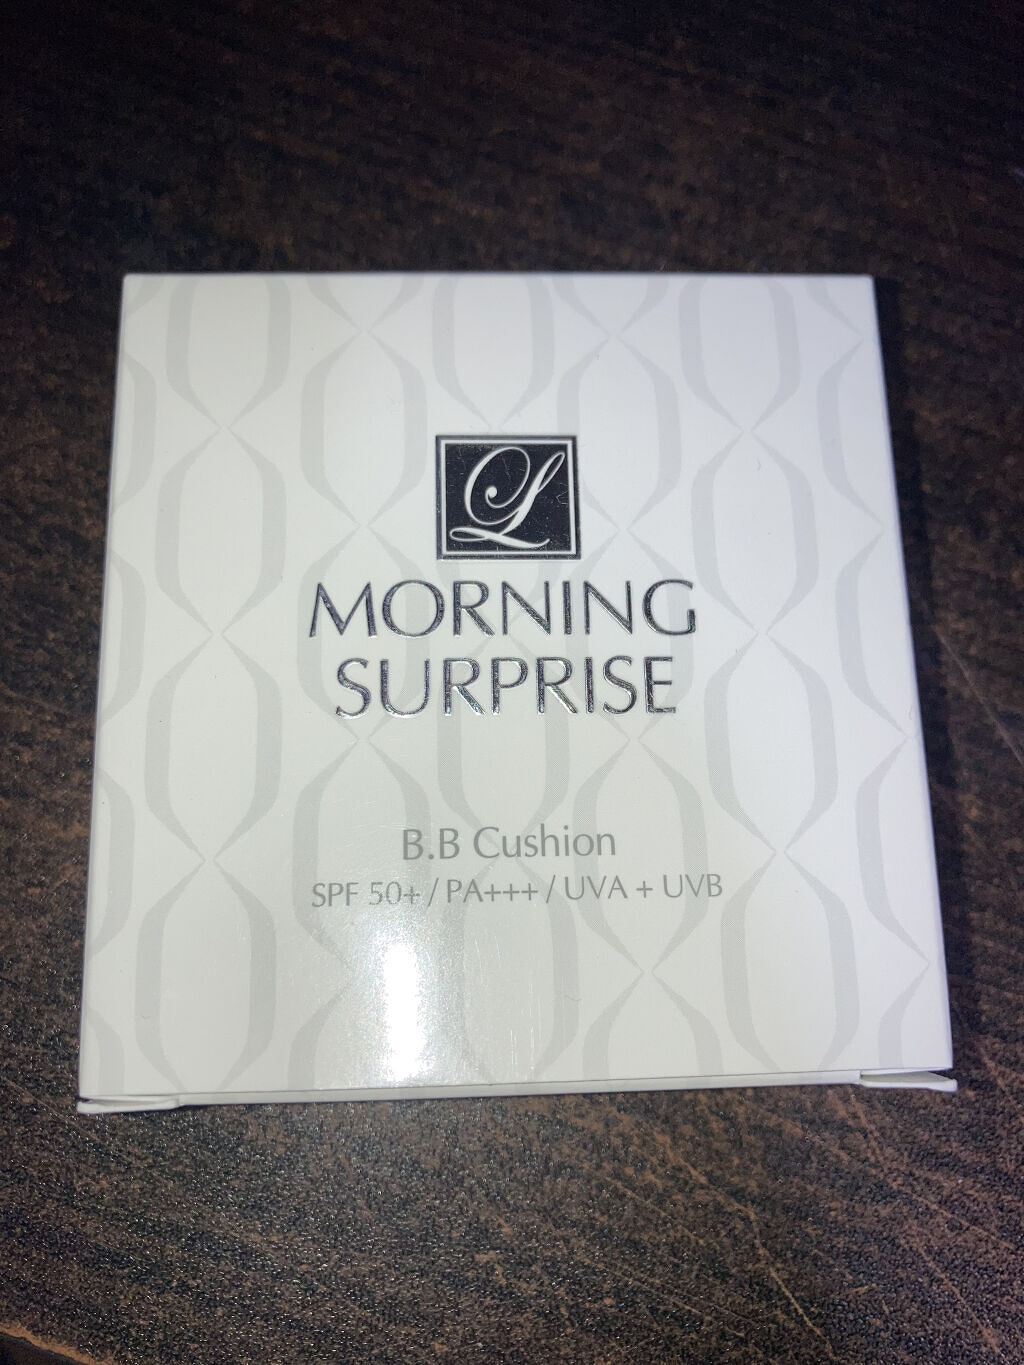 L
MORNING
SURPRISE
B.B Cushion
SPF 50+ / PA+++ / UVA + UVB